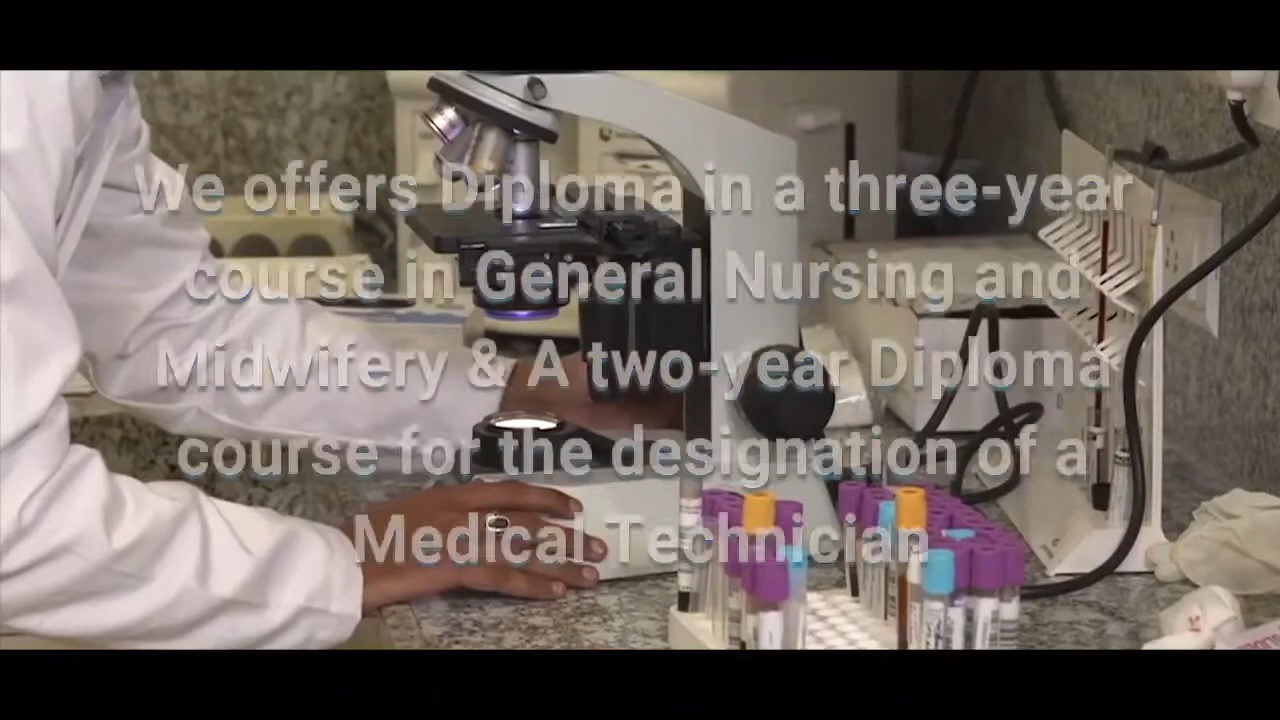 We offers Diploma in a three-year
course in General Nursing and
Midwifery & A two-year Diploma
course for the designation of a
Medical Technician